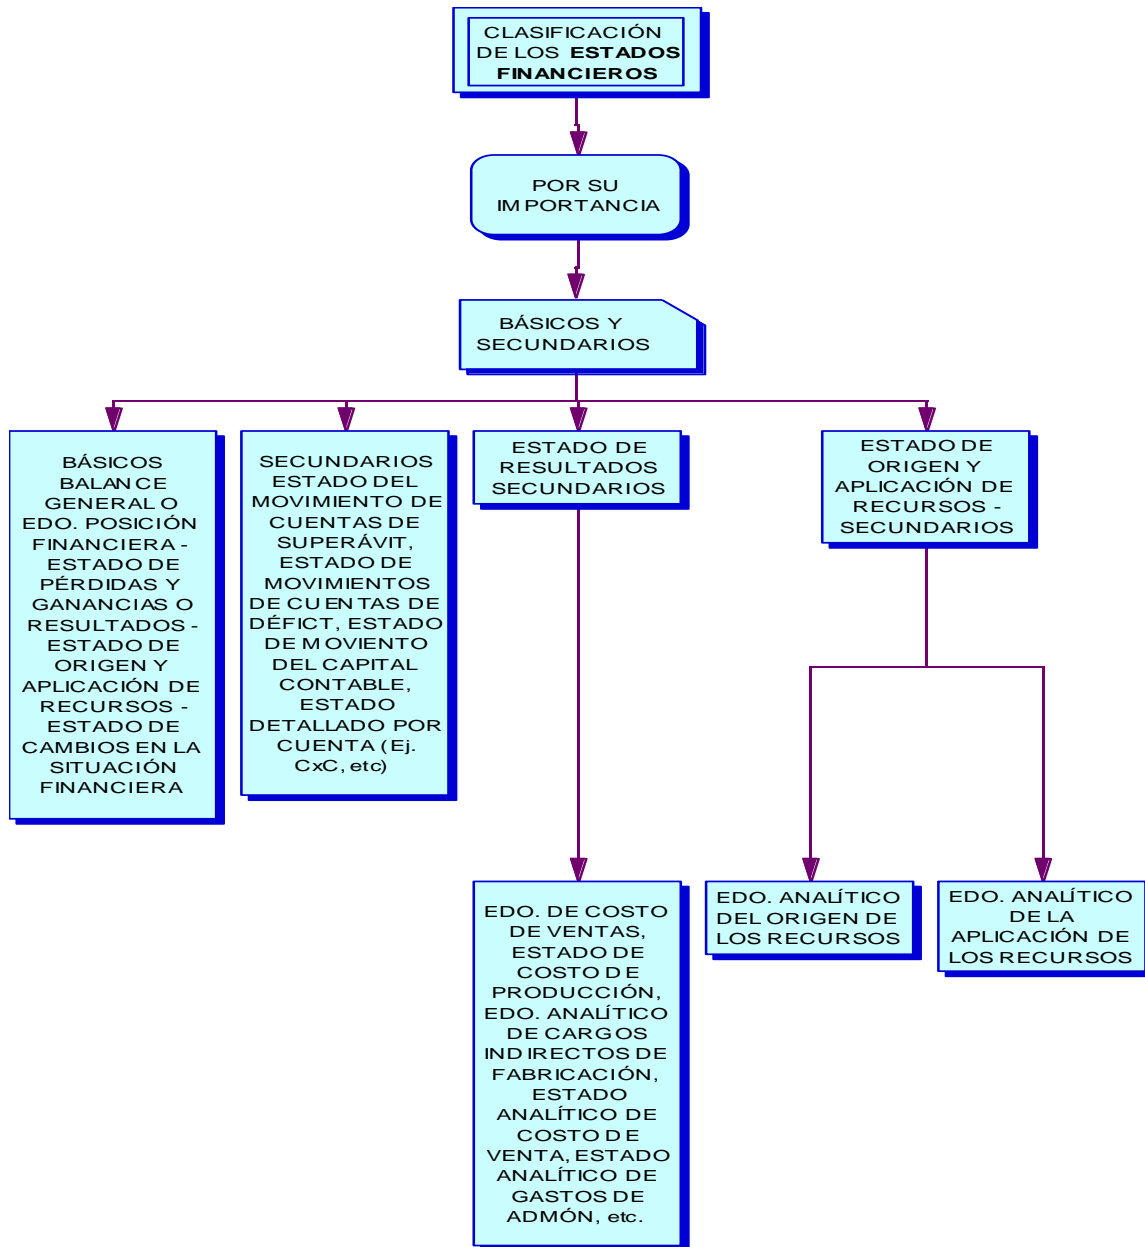 CLASIFICACIÓN
DE LOS ESTADOS
FINANCIEROS
POR SU
IMPORTANCIA
BÁSICOS Y
SECUNDARIOS
BÁSICOS
BALANCE
GENERAL O
EDO. POSICIÓN
FINANCIERA -
ESTADO DE
PÉRDIDAS Y
GANANCIAS O
RESULTADOS -
ESTADO DE
ORIGEN Y
APLICACIÓN DE
RECURSOS -
ESTADO DE
CAMBIOS EN LA
SITUACIÓN
FINANCIERA
SECUNDARIOS
ESTADO DEL
MOVIMIENTO DE
CUENTAS DE
SUPERÁVIT,
ESTADO DE
MOVIMIENTOS
DE CUENTAS DE
DÉFICT, ESTADO
DE MOVIENTO
DEL CAPITAL
CONTABLE,
ESTADO
DETALLADO POR
CUENTA (Ej.
CxC, etc)
ESTADO DE
RESULTADOS
SECUNDARIOS
ESTADO DE
ORIGEN Y
APLICACIÓN DE
RECURSOS -
SECUNDARIOS
EDO. DE COSTO
DE VENTAS,
ESTADO DE
COSTO DE
PRODUCCIÓN,
EDO. ANALÍTICO
DE CARGOS
INDIRECTOS DE
FABRICACIÓN,
ESTADO
ANALÍTICO DE
COSTO DE
VENTA, ESTADO
ANALÍTICO DE
GASTOS DE
ADMÓN, etc.
EDO. ANALÍTICO
DEL ORIGEN DE
LOS RECURSOS
EDO. ANALÍTICO
DE LA
APLICACIÓN DE
LOS RECURSOS